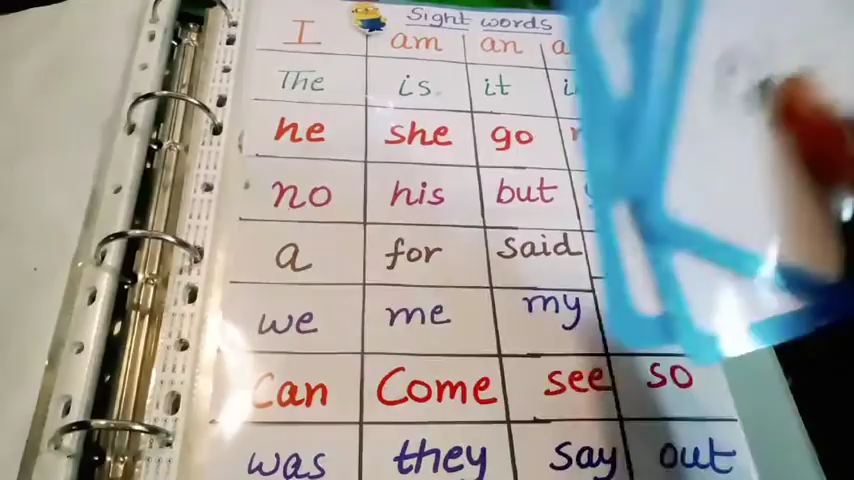 Sight words
I am an
The is it
he she go
no his but
a for said
we me my
Can Come see so
was they say out